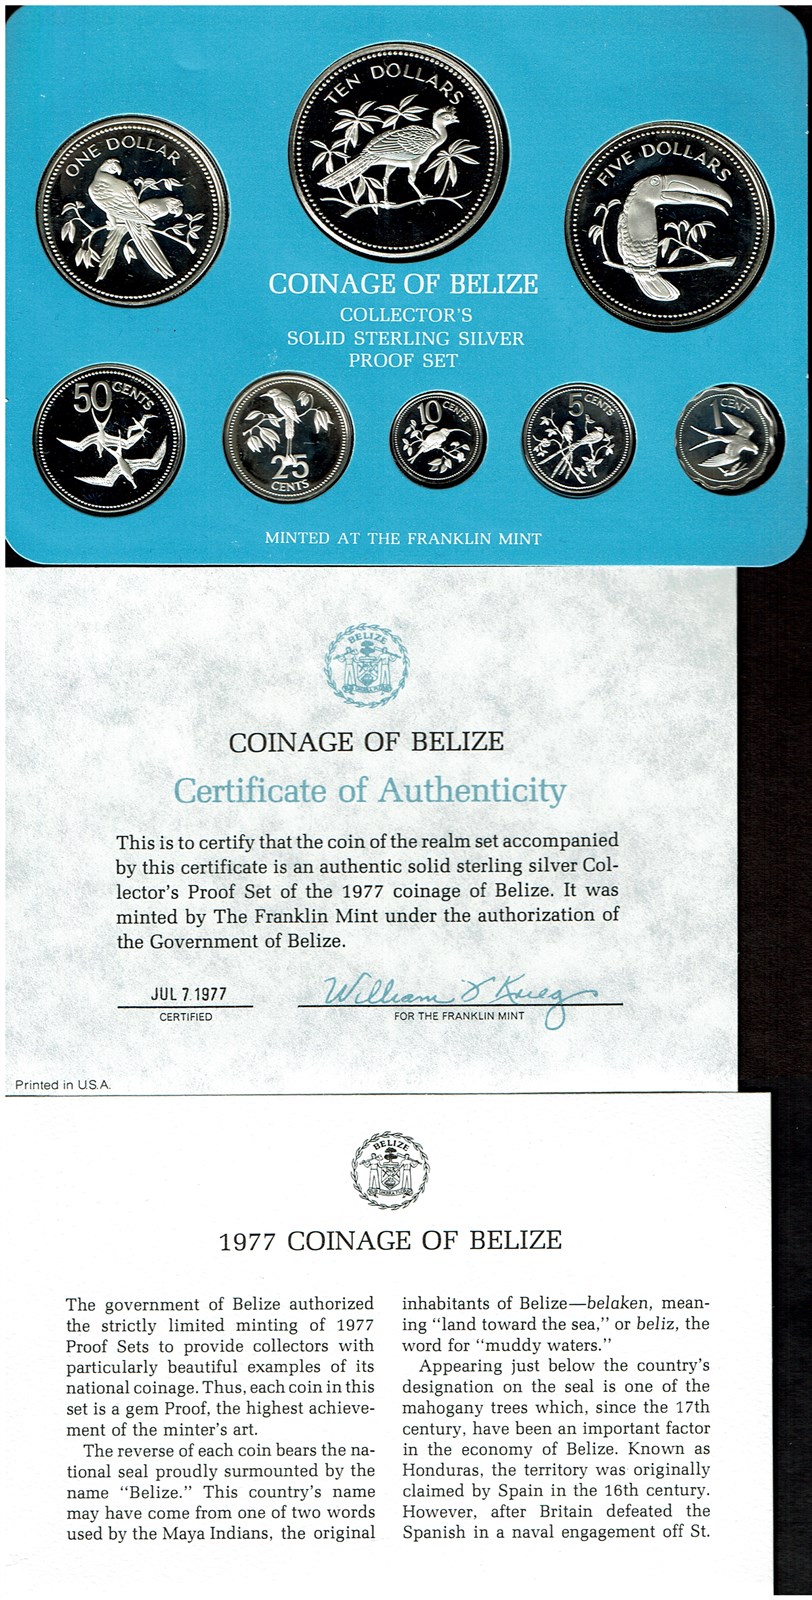 TEN DOLLARS
ONE DOLLAR
FIVE DOLLARS
COINAGE OF BELIZE
COLLECTOR'S
SOLID STERLING SILVER
PROOF SET
50 CENTS
25
CENTS
10 CENTS
5 CENTS
1 CENT
MINTED AT THE FRANKLIN MINT
BELIZE
COINAGE OF BELIZE
Certificate of Authenticity
This is to certify that the coin of the realm set accompanied
by this certificate is an authentic solid sterling silver Col-
lector's Proof Set of the 1977 coinage of Belize. It was
minted by The Franklin Mint under the authorization of
the Government of Belize.
JUL 7 1977
CERTIFIED
FOR THE FRANKLIN MINT
Printed in U.S.A.
BELIZE
1977 COINAGE OF BELIZE
The government of Belize authorized
the strictly limited minting of 1977
Proof Sets to provide collectors with
particularly beautiful examples of its
national coinage. Thus, each coin in this
set is a gem Proof, the highest achieve-
ment of the minter's art.
The reverse of each coin bears the na-
tional seal proudly surmounted by the
name "Belize." This country's name
may have come from one of two words
used by the Maya Indians, the original
inhabitants of Belize—belaken, mean-
ing "land toward the sea," or beliz, the
word for "muddy waters."
Appearing just below the country's
designation on the seal is one of the
mahogany trees which, since the 17th
century, have been an important factor
in the economy of Belize. Known as
Honduras, the territory was originally
claimed by Spain in the 16th century.
However, after Britain defeated the
Spanish in a naval engagement off St.